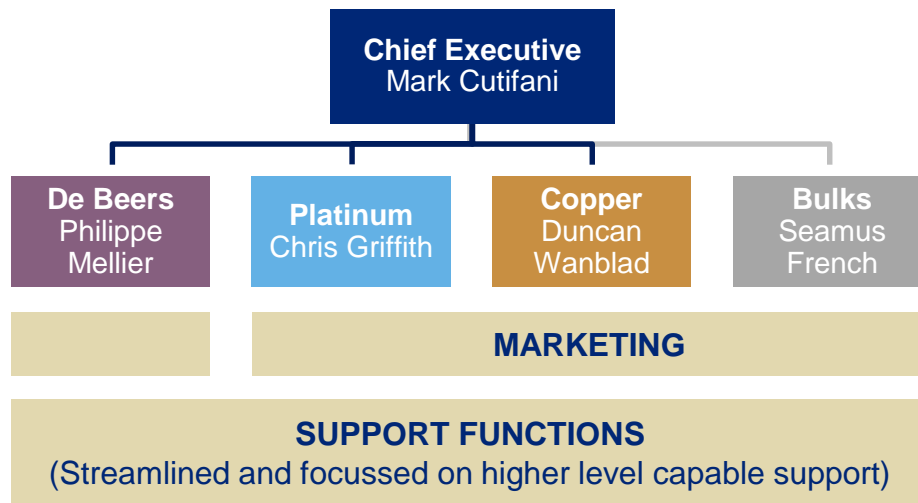 Chief Executive
Mark Cutifani
De Beers
Philippe
Mellier
Platinum
Chris Griffith
Copper
Duncan
Wanblad
Bulks
Seamus
French
MARKETING
SUPPORT FUNCTIONS
(Streamlined and focussed on higher level capable support)